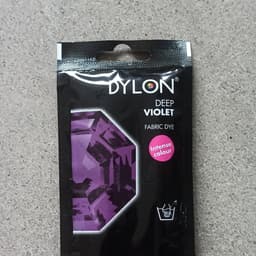 DYLON
DEEP
VIOLET
FABRIC DYE
Intense
colour